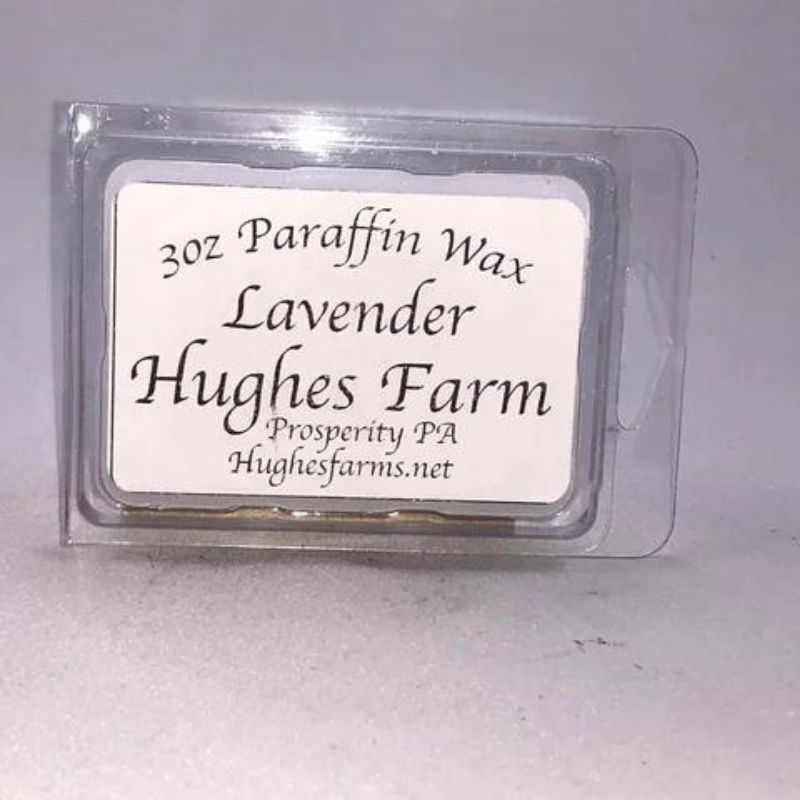 3oz Paraffin Wax
Lavender
Hughes Farm
Prosperity PA
Hughesfarms.net